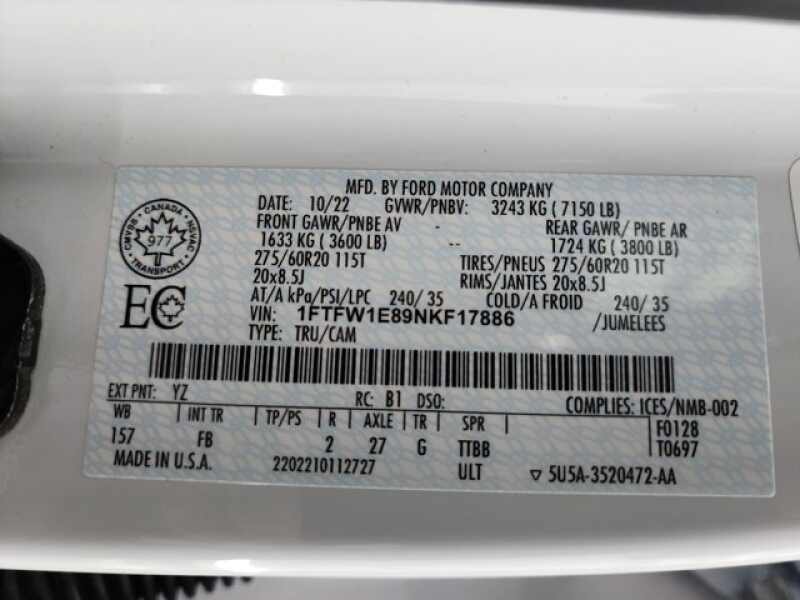 MFD. BY FORD MOTOR COMPANY
DATE: 10/22 GVWR/PNBV: 3243 KG ( 7150 LB)
FRONT GAWR/PNBE AV - REAR GAWR/ PNBE AR
1633 KG ( 3600 LB) -- 1724 KG ( 3800 LB)
275/60R20 115T TIRES/PNEUS 275/60R20 115T
20x8.5J RIMS/JANTES 20x8.5J
AT/A kPa/PSI/LPC 240/ 35 COLD/A FROID 240/ 35
VIN: 1FTFW1E89NKF17886 /JUMELEES
TYPE: TRU/CAM
CANADA
CMVSS 977 NSVAC
TRANSPORT
EC
EXT PNT: YZ RC: B1 DSO: COMPLIES: ICES/NMB-002
WB INT TR TP/PS R AXLE TR SPR F0128
157 FB 2 27 G TTBB T0697
MADE IN U.S.A. 2202210112727 ULT ▽ 5U5A-3520472-AA